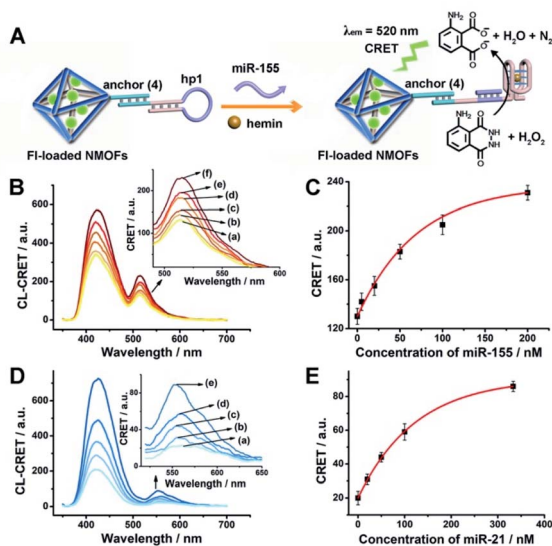 A
λem = 520 nm
CRET
NH2
O
O-
O-
O
+ H2O + N2
anchor (4)
hp1
miR-155
hemin
anchor (4)
NH2
O
NH
NH
O
+ H2O2
FI-loaded NMOFs
FI-loaded NMOFs
B
CL-CRET / a.u.
600
400
200
0
400
500
600
700
Wavelength / nm
CRET / a.u.
250
200
150
100
50
500
550
600
Wavelength / nm
(f)
(e)
(d)
(c)
(b)
(a)
C
CRET / a.u.
240
200
160
120
0
50
100
150
200
Concentration of miR-155 / nM
D
CL-CRET / a.u.
600
400
200
0
400
500
600
700
Wavelength / nm
CRET / a.u.
80
40
0
550
600
650
Wavelength / nm
(e)
(d)
(c)
(b)
(a)
E
CRET / a.u.
100
80
60
40
20
0
100
200
300
400
Concentration of miR-21 / nM